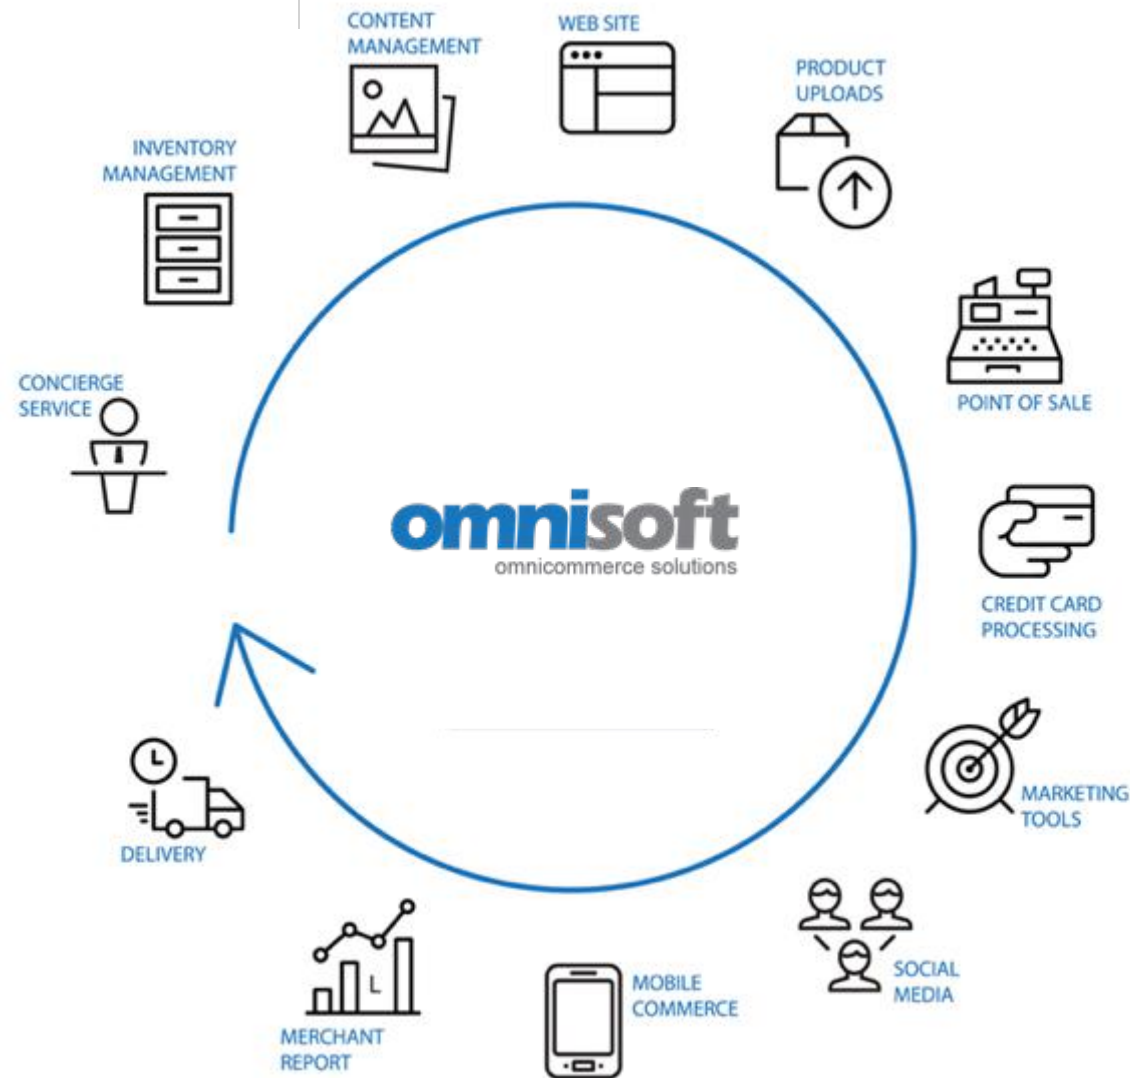 CONTENT
MANAGEMENT
WEB SITE
PRODUCT
UPLOADS
INVENTORY
MANAGEMENT
CONCIERGE
SERVICE
POINT OF SALE
omnisoft
omnicommerce solutions
CREDIT CARD
PROCESSING
MARKETING
TOOLS
DELIVERY
L
SOCIAL
MEDIA
MOBILE
COMMERCE
MERCHANT
REPORT